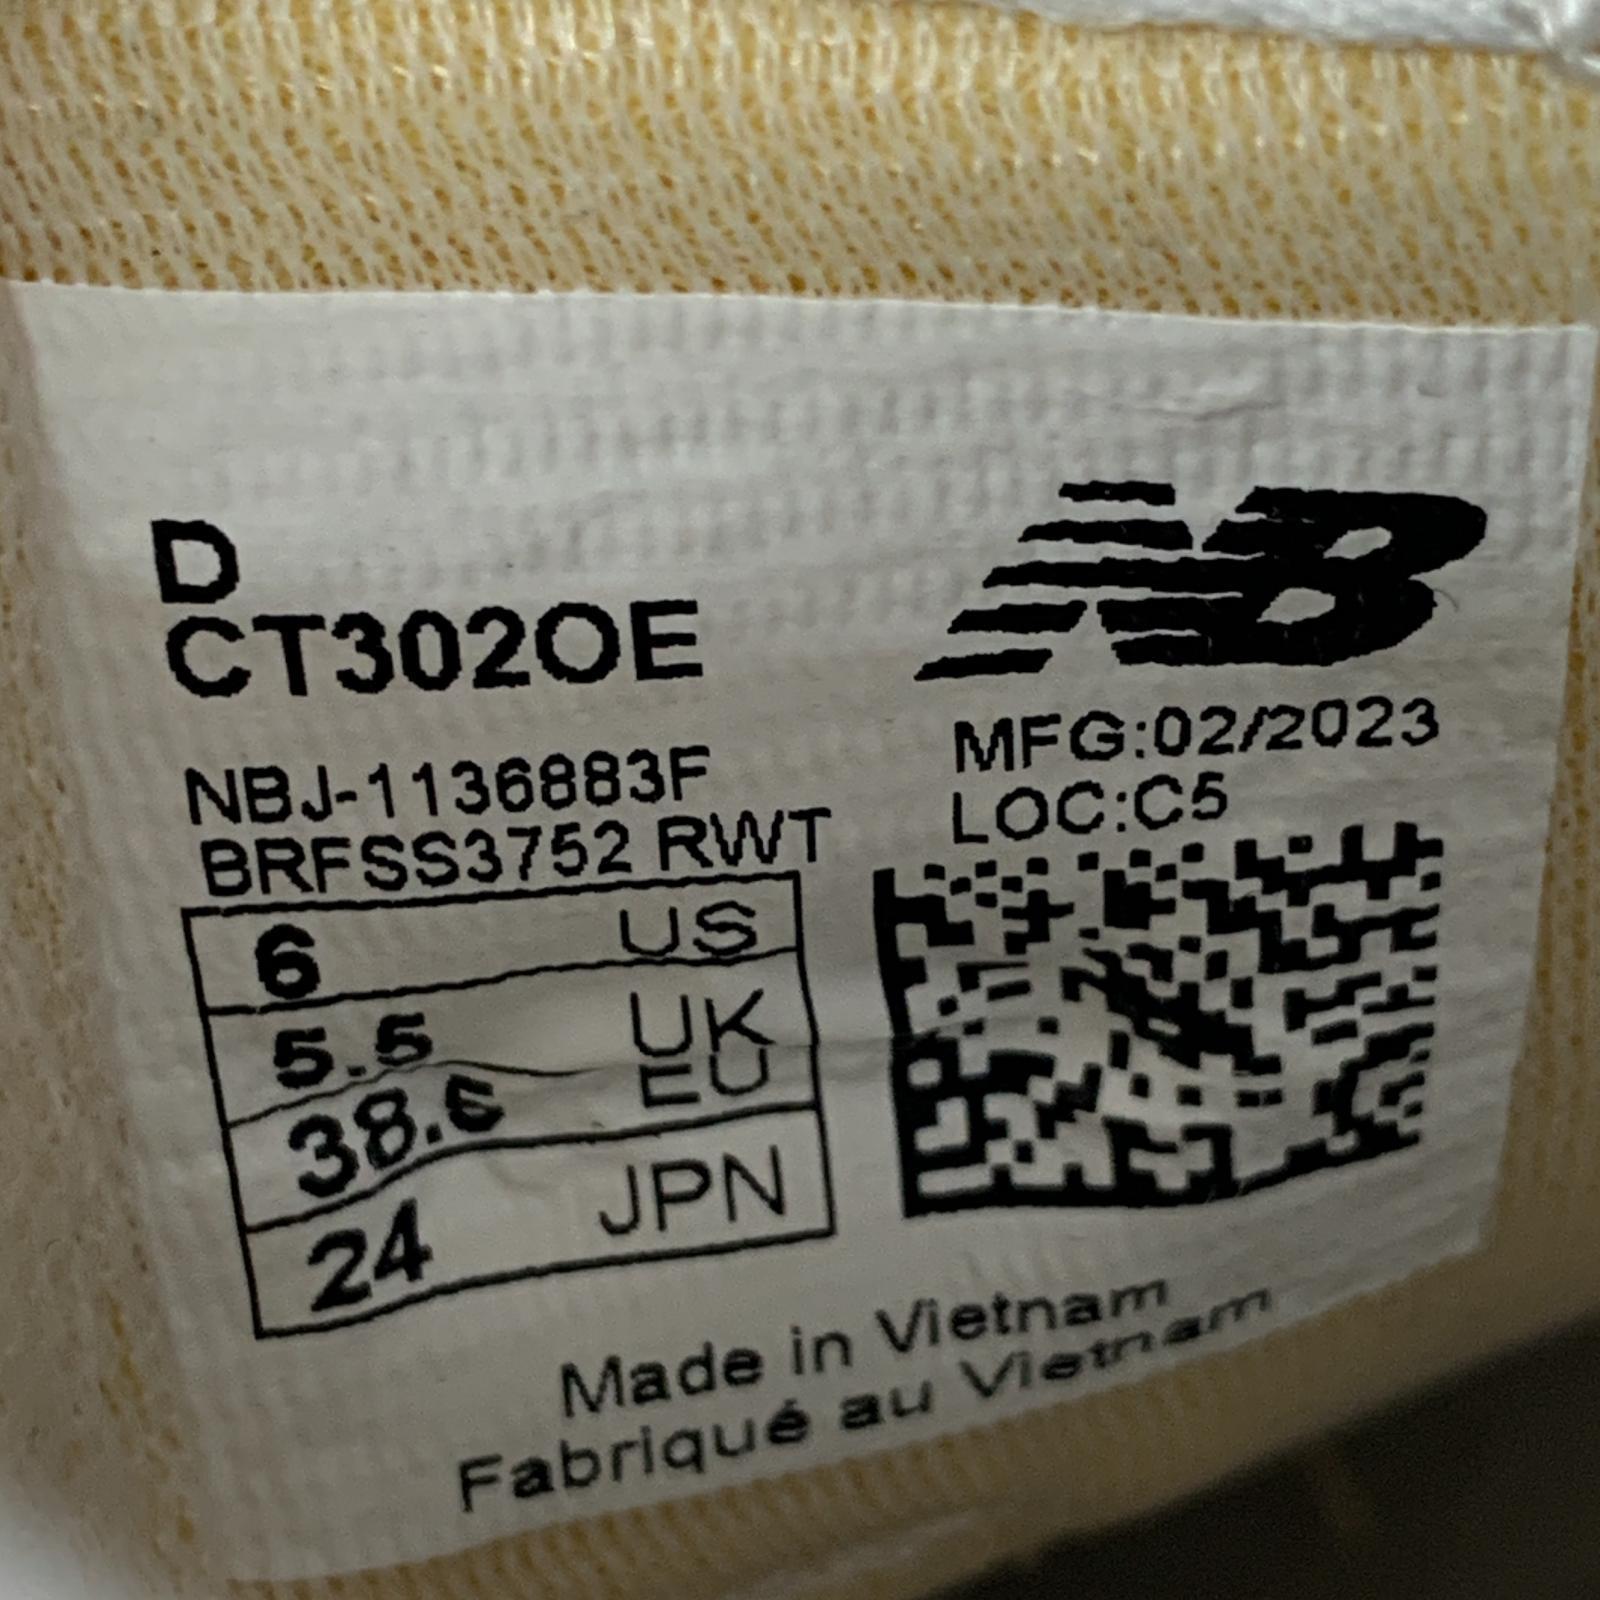 D
CT302OE
NB
MFG:02/2023
LOC:C5
NBJ-1136883F
BRFSS3752 RWT
6 US
5.5 UK
EU
24 JPN
Made in Vietnam
Fabriqué au Vietnam